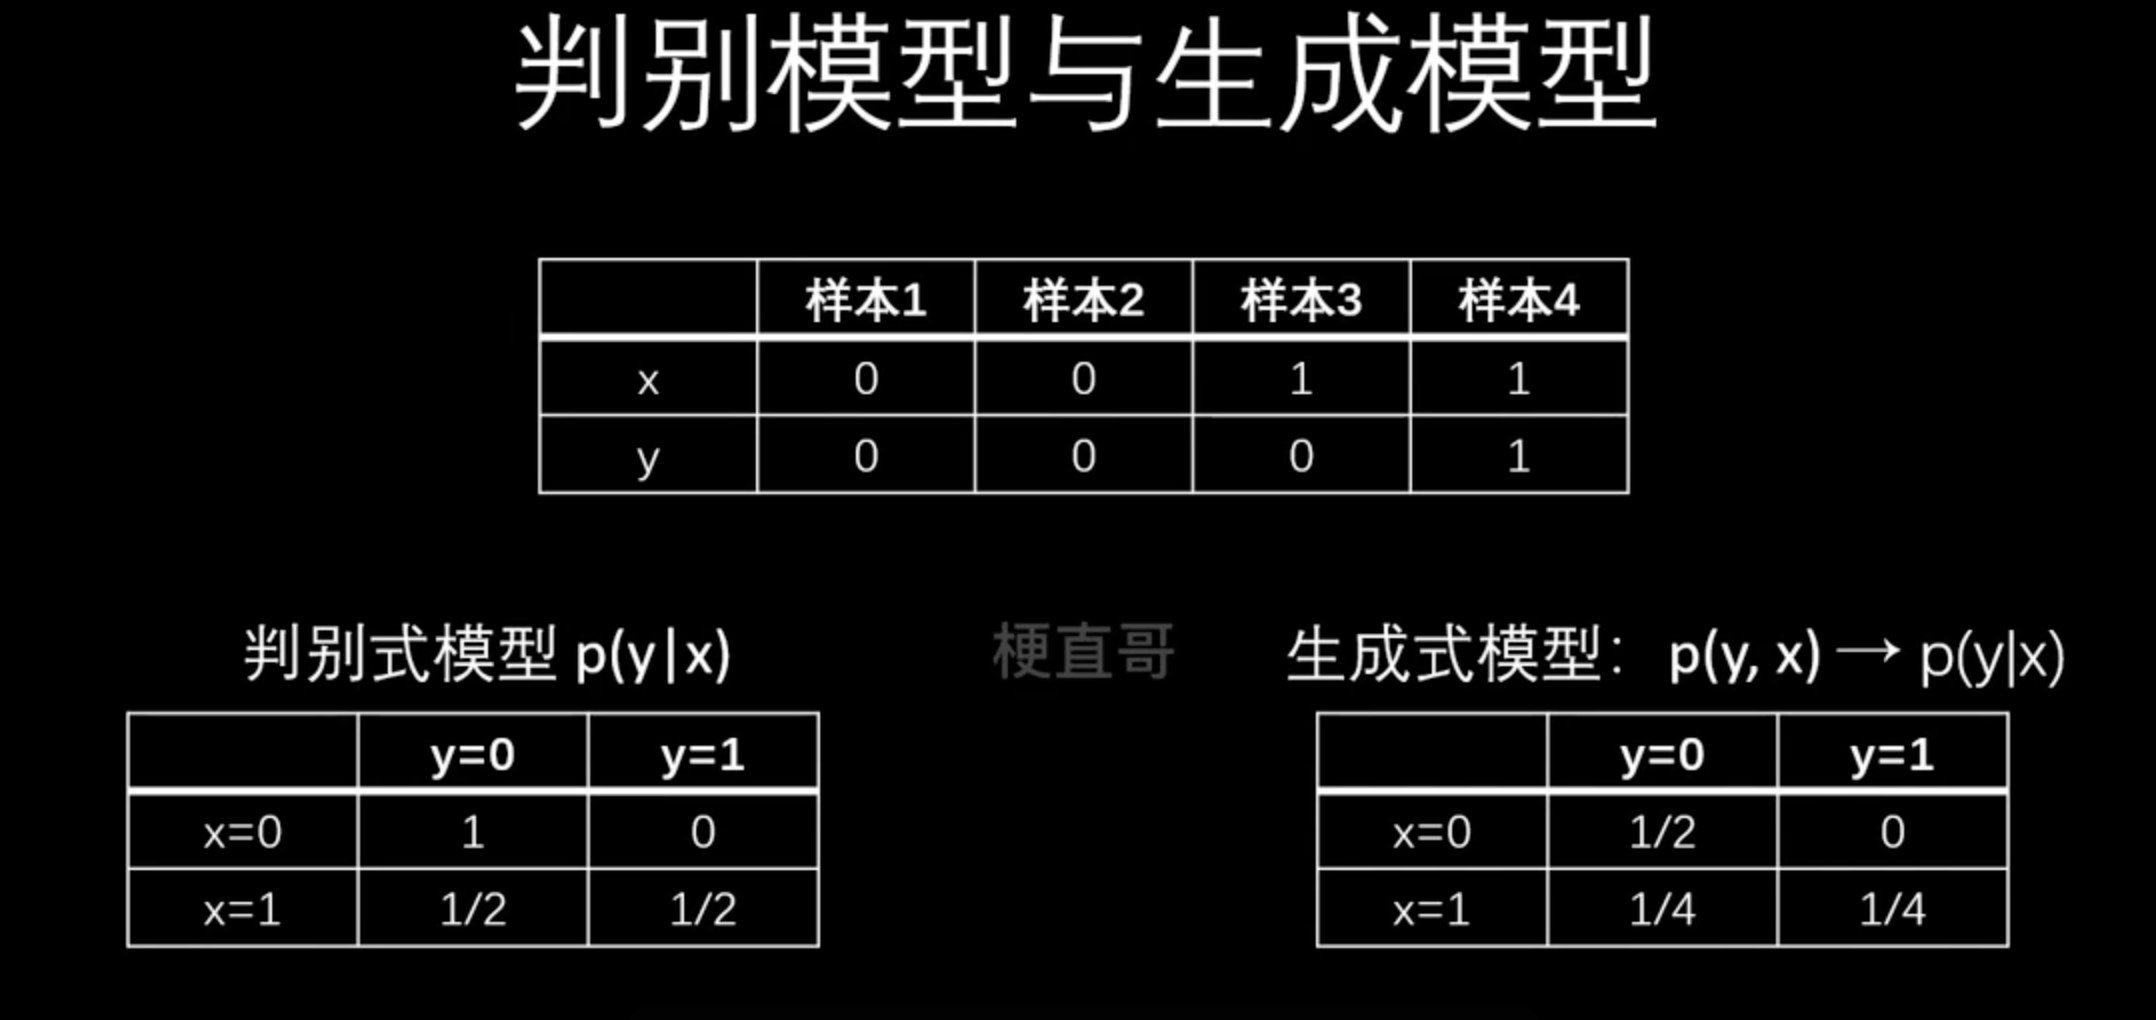 判别模型与生成模型
样本1 样本2 样本3 样本4
x 0 0 1 1
y 0 0 0 1
判别式模型 p(y|x)
梗直哥
生成式模型： p(y, x) → p(y|x)
y=0 y=1
x=0 1 0
x=1 1/2 1/2
y=0 y=1
x=0 1/2 0
x=1 1/4 1/4